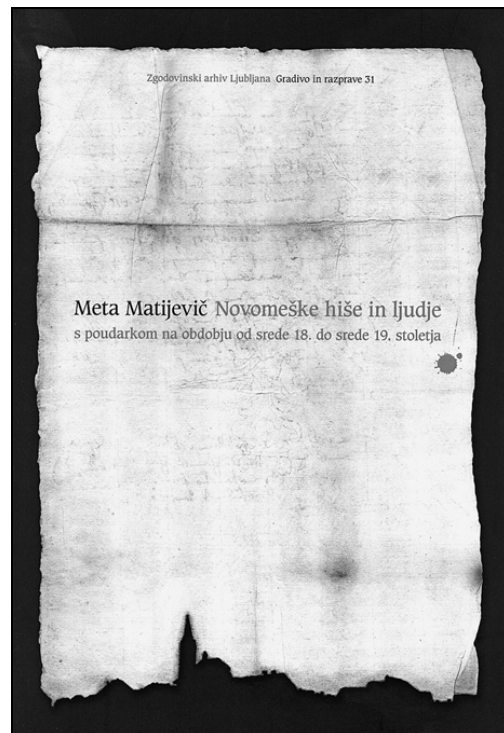 Zgodovinski arhiv Ljubljana Gradivo in razprave 31
Meta Matijevič Novomeške hiše in ljudje
s poudarkom na obdobju od srede 18. do srede 19. stoletja